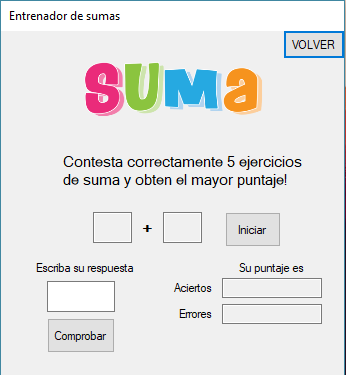 Entrenador de sumas
VOLVER
SUMa
Contesta correctamente 5 ejercicios
de suma y obten el mayor puntaje!
+
Iniciar
Escriba su respuesta
Su puntaje es
Aciertos
Errores
Comprobar